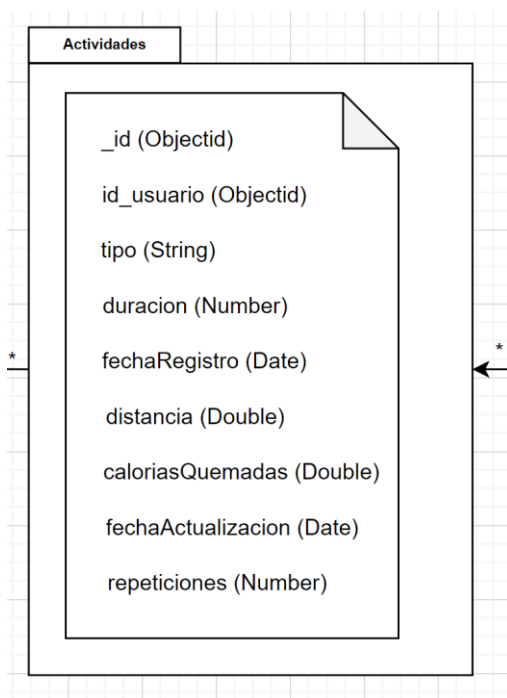 Actividades
_id (Objectid)
id_usuario (Objectid)
tipo (String)
duracion (Number)
fechaRegistro (Date)
* *
distancia (Double)
caloriasQuemadas (Double)
fechaActualizacion (Date)
repeticiones (Number)